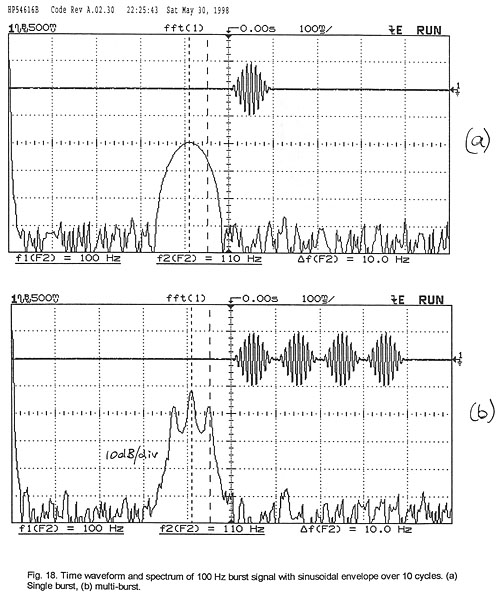 HP54616B Code Rev A.02.30 22:25:43 Sat May 30, 1998
500 fft(1) 0.00s 100 RUN
1
(a)
f1(F2) = 100 Hz f2(F2) = 110 Hz Δf(F2) = 10.0 Hz
500 fft(1) 0.00s 100 RUN
1
(b)
10dB/div
f1(F2) = 100 Hz f2(F2) = 110 Hz Δf(F2) = 10.0 Hz
Fig. 18. Time waveform and spectrum of 100 Hz burst signal with sinusoidal envelope over 10 cycles. (a)
Single burst, (b) multi-burst.